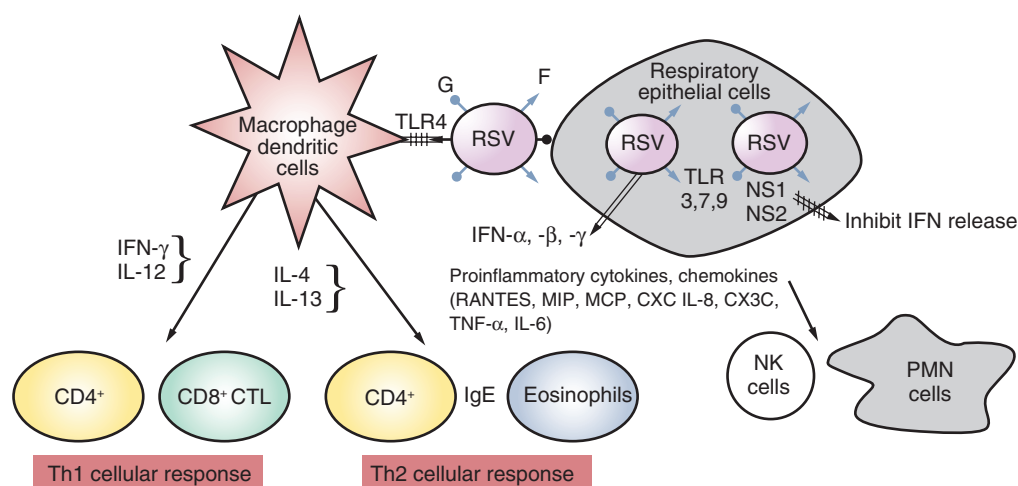 Macrophage
dendritic
cells
TLR4
G
F
RSV
Respiratory
epithelial cells
RSV
RSV
TLR
3,7,9
NS1
NS2
Inhibit IFN release
IFN-α, -β, -γ
IFN-γ
IL-12
IL-4
IL-13
Proinflammatory cytokines, chemokines
(RANTES, MIP, MCP, CXC IL-8, CX3C,
TNF-α, IL-6)
CD4⁺
CD8⁺ CTL
CD4⁺
IgE
Eosinophils
NK
cells
PMN
cells
Th1 cellular response
Th2 cellular response